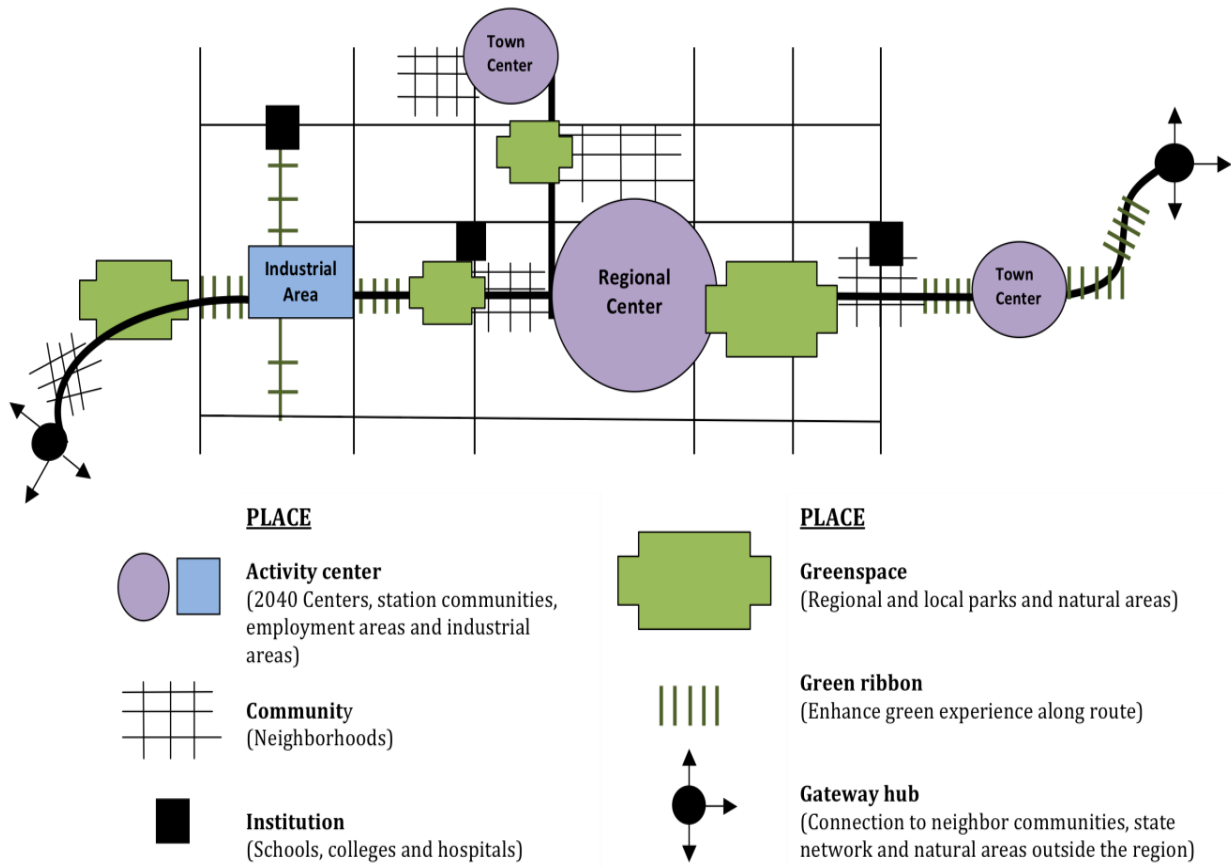 Town
Center
Industrial
Area
Regional
Center
Town
Center
PLACE
Activity center
(2040 Centers, station communities,
employment areas and industrial
areas)
Community
(Neighborhoods)
Institution
(Schools, colleges and hospitals)
PLACE
Greenspace
(Regional and local parks and natural areas)
Green ribbon
(Enhance green experience along route)
Gateway hub
(Connection to neighbor communities, state
network and natural areas outside the region)